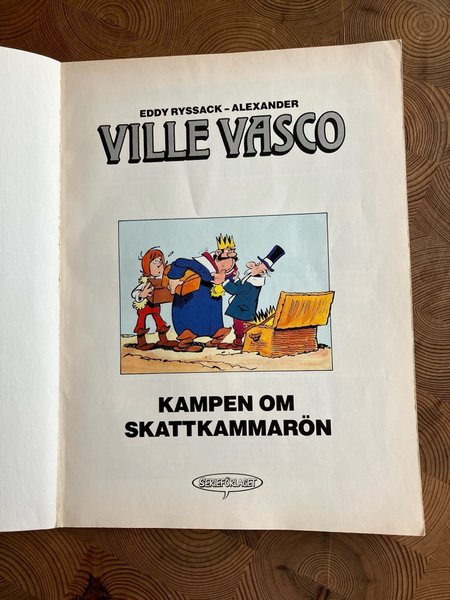 EDDY RYSSACK – ALEXANDER
VILLE VASCO
KAMPEN OM
SKATTKAMMARÖN
SERIEFÖRLAGET